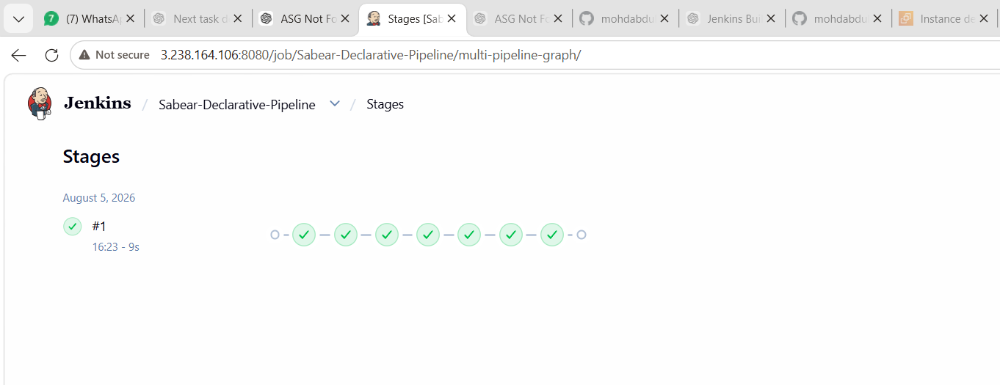 7 (7) WhatsAp Next task d ASG Not Fo Stages [Sab ASG Not Fo mohdabdu Jenkins Bui mohdabdu Instance de
Not secure 3.238.164.106:8080/job/Sabear-Declarative-Pipeline/multi-pipeline-graph/
Jenkins / Sabear-Declarative-Pipeline / Stages
Stages
August 5, 2026
#1
16:23 - 9s